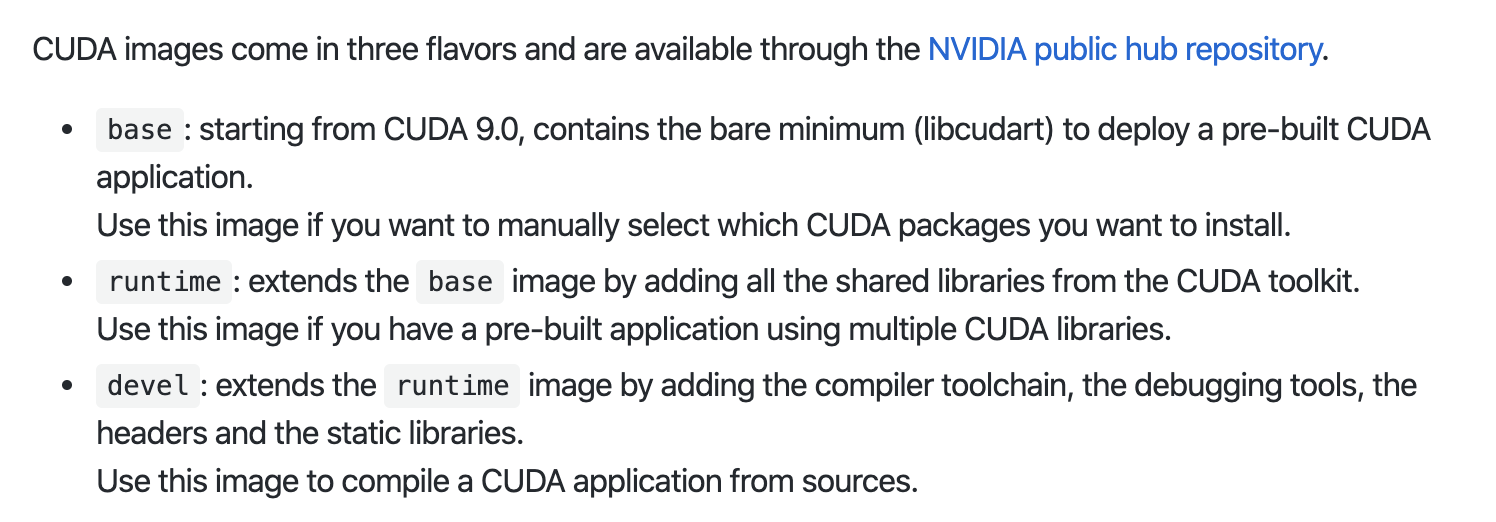 CUDA images come in three flavors and are available through the NVIDIA public hub repository.
• base: starting from CUDA 9.0, contains the bare minimum (libcudart) to deploy a pre-built CUDA
application.
Use this image if you want to manually select which CUDA packages you want to install.
• runtime: extends the base image by adding all the shared libraries from the CUDA toolkit.
Use this image if you have a pre-built application using multiple CUDA libraries.
• devel: extends the runtime image by adding the compiler toolchain, the debugging tools, the
headers and the static libraries.
Use this image to compile a CUDA application from sources.